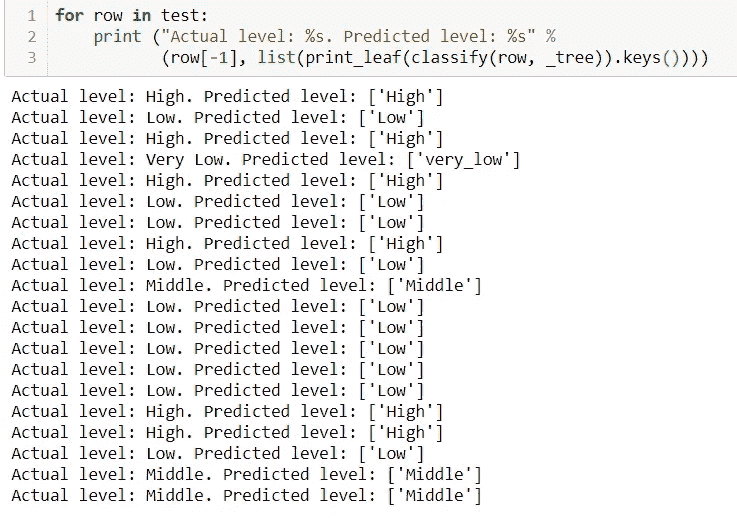 1 for row in test:
2 print ("Actual level: %s. Predicted level: %s" %
3 (row[-1], list(print_leaf(classify(row, _tree)).keys())))
Actual level: High. Predicted level: ['High']
Actual level: Low. Predicted level: ['Low']
Actual level: High. Predicted level: ['High']
Actual level: Very Low. Predicted level: ['very_low']
Actual level: High. Predicted level: ['High']
Actual level: Low. Predicted level: ['Low']
Actual level: Low. Predicted level: ['Low']
Actual level: High. Predicted level: ['High']
Actual level: Low. Predicted level: ['Low']
Actual level: Middle. Predicted level: ['Middle']
Actual level: Low. Predicted level: ['Low']
Actual level: Low. Predicted level: ['Low']
Actual level: Low. Predicted level: ['Low']
Actual level: Low. Predicted level: ['Low']
Actual level: Low. Predicted level: ['Low']
Actual level: High. Predicted level: ['High']
Actual level: High. Predicted level: ['High']
Actual level: Low. Predicted level: ['Low']
Actual level: Middle. Predicted level: ['Middle']
Actual level: Middle. Predicted level: ['Middle']